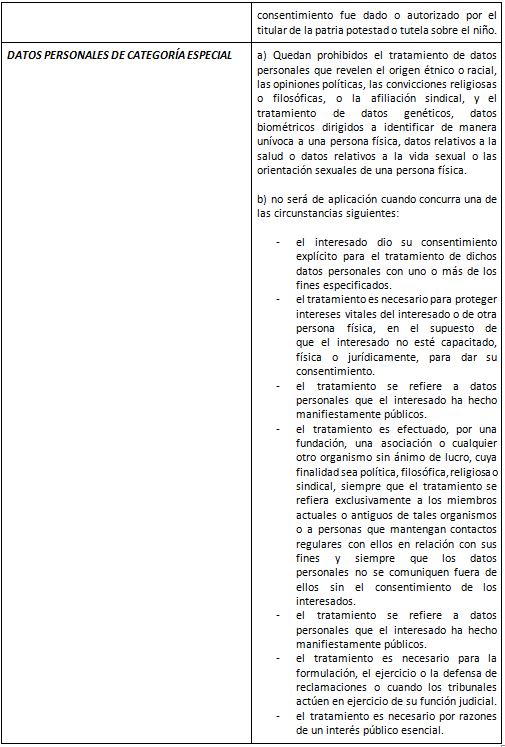 consentimiento fue dado o autorizado por el
titular de la patria potestad o tutela sobre el niño.
DATOS PERSONALES DE CATEGORÍA ESPECIAL
a) Quedan prohibidos el tratamiento de datos
personales que revelen el origen étnico o racial,
las opiniones políticas, las convicciones religiosas
o filosóficas, o la afiliación sindical, y el
tratamiento de datos genéticos, datos
biométricos dirigidos a identificar de manera
unívoca a una persona física, datos relativos a la
salud o datos relativos a la vida sexual o las
orientación sexuales de una persona física.
b) no será de aplicación cuando concurra una de
las circunstancias siguientes:
- el interesado dio su consentimiento
explícito para el tratamiento de dichos
datos personales con uno o más de los
fines especificados.
- el tratamiento es necesario para proteger
intereses vitales del interesado o de otra
persona física, en el supuesto de
que el interesado no esté capacitado,
física o jurídicamente, para dar su
consentimiento.
- el tratamiento se refiere a datos
personales que el interesado ha hecho
manifiestamente públicos.
- el tratamiento es efectuado, por una
fundación, una asociación o cualquier
otro organismo sin ánimo de lucro, cuya
finalidad sea política, filosófica, religiosa o
sindical, siempre que el tratamiento se
refiera exclusivamente a los miembros
actuales o antiguos de tales organismos
o a personas que mantengan contactos
regulares con ellos en relación con sus
fines y siempre que los datos
personales no se comuniquen fuera de
ellos sin el consentimiento de los
interesados.
- el tratamiento se refiere a datos
personales que el interesado ha hecho
manifiestamente públicos.
- el tratamiento es necesario para la
formulación, el ejercicio o la defensa de
reclamaciones o cuando los tribunales
actúen en ejercicio de su función judicial.
- el tratamiento es necesario por razones
de un interés público esencial.